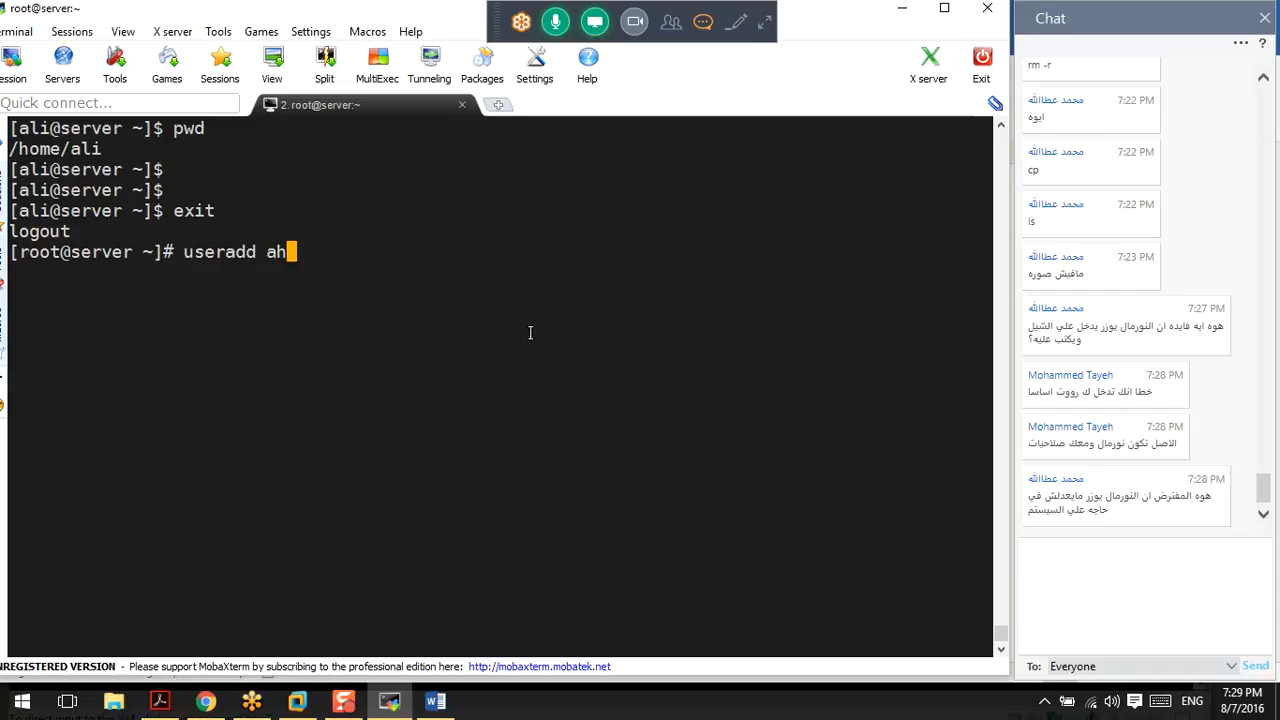 root@server:~
erminal
Sessions
View
X server
Tools
Games
Settings
Macros
Help
ession
Servers
Tools
Games
Sessions
View
Split
MultiExec
Tunneling
Packages
Settings
Help
X server
Exit
Quick connect...
2. root@server:~
[ali@server ~]$ pwd
/home/ali
[ali@server ~]$
[ali@server ~]$
[ali@server ~]$ exit
logout
[root@server ~]# useradd ah
NREGISTERED VERSION - Please support MobaXterm by subscribing to the professional edition here: http://mobaxterm.mobatek.net
Chat
rm -r
محمد عطاالله 7:22 PM
ايوه
محمد عطاالله 7:22 PM
cp
محمد عطاالله 7:22 PM
ls
محمد عطاالله 7:23 PM
مافيش صوره
محمد عطاالله 7:27 PM
هوه ايه فايده ان النورمال يوزر يدخل علي الشيل
ويكتب عليه؟
Mohammed Tayeh 7:28 PM
خطا انك تدخل ك رووت اساسا
Mohammed Tayeh 7:28 PM
الاصل تكون نورمال ومعك صلاحيات
محمد عطاالله 7:28 PM
هوه المفترض ان النورمال يوزر مايعدلش في
حاجه علي السيستم
To: Everyone
Send
ENG
7:29 PM
8/7/2016